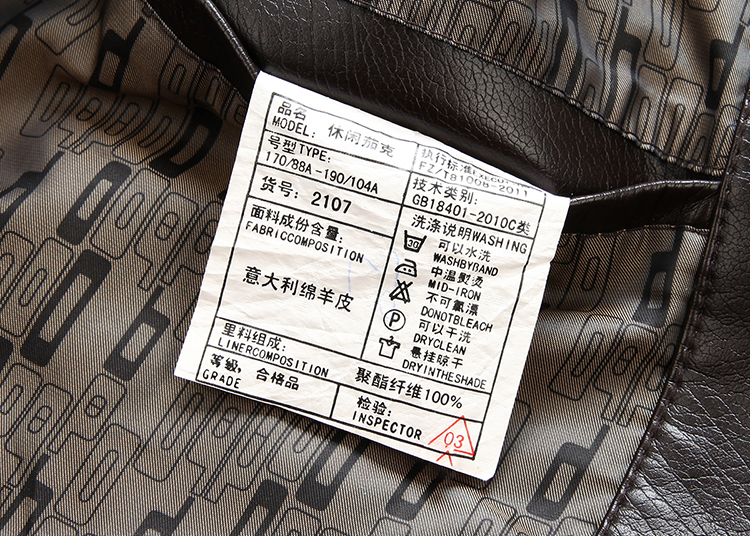 品名
MODEL: 休闲茄克
号型TYPE:
170/88A-190/104A
货号: 2107
面料成份含量:
FABRICCOMPOSITION
意大利绵羊皮
执行标准EXECUT
FZ/T81008-2011
技术类别:
GB18401-2010C类
洗涤说明WASHING
30
可以水洗
WASHBYBAND
中温熨烫
MID-IRON
不可氯漂
DONOTBLEACH
P
可以干洗
DRYCLEAN
悬挂晾干
DRYINTHESHADE
里料组成:
LINERCOMPOSITION
聚酯纤维100%
等级,
GRADE
合格品
检验:
INSPECTOR
03